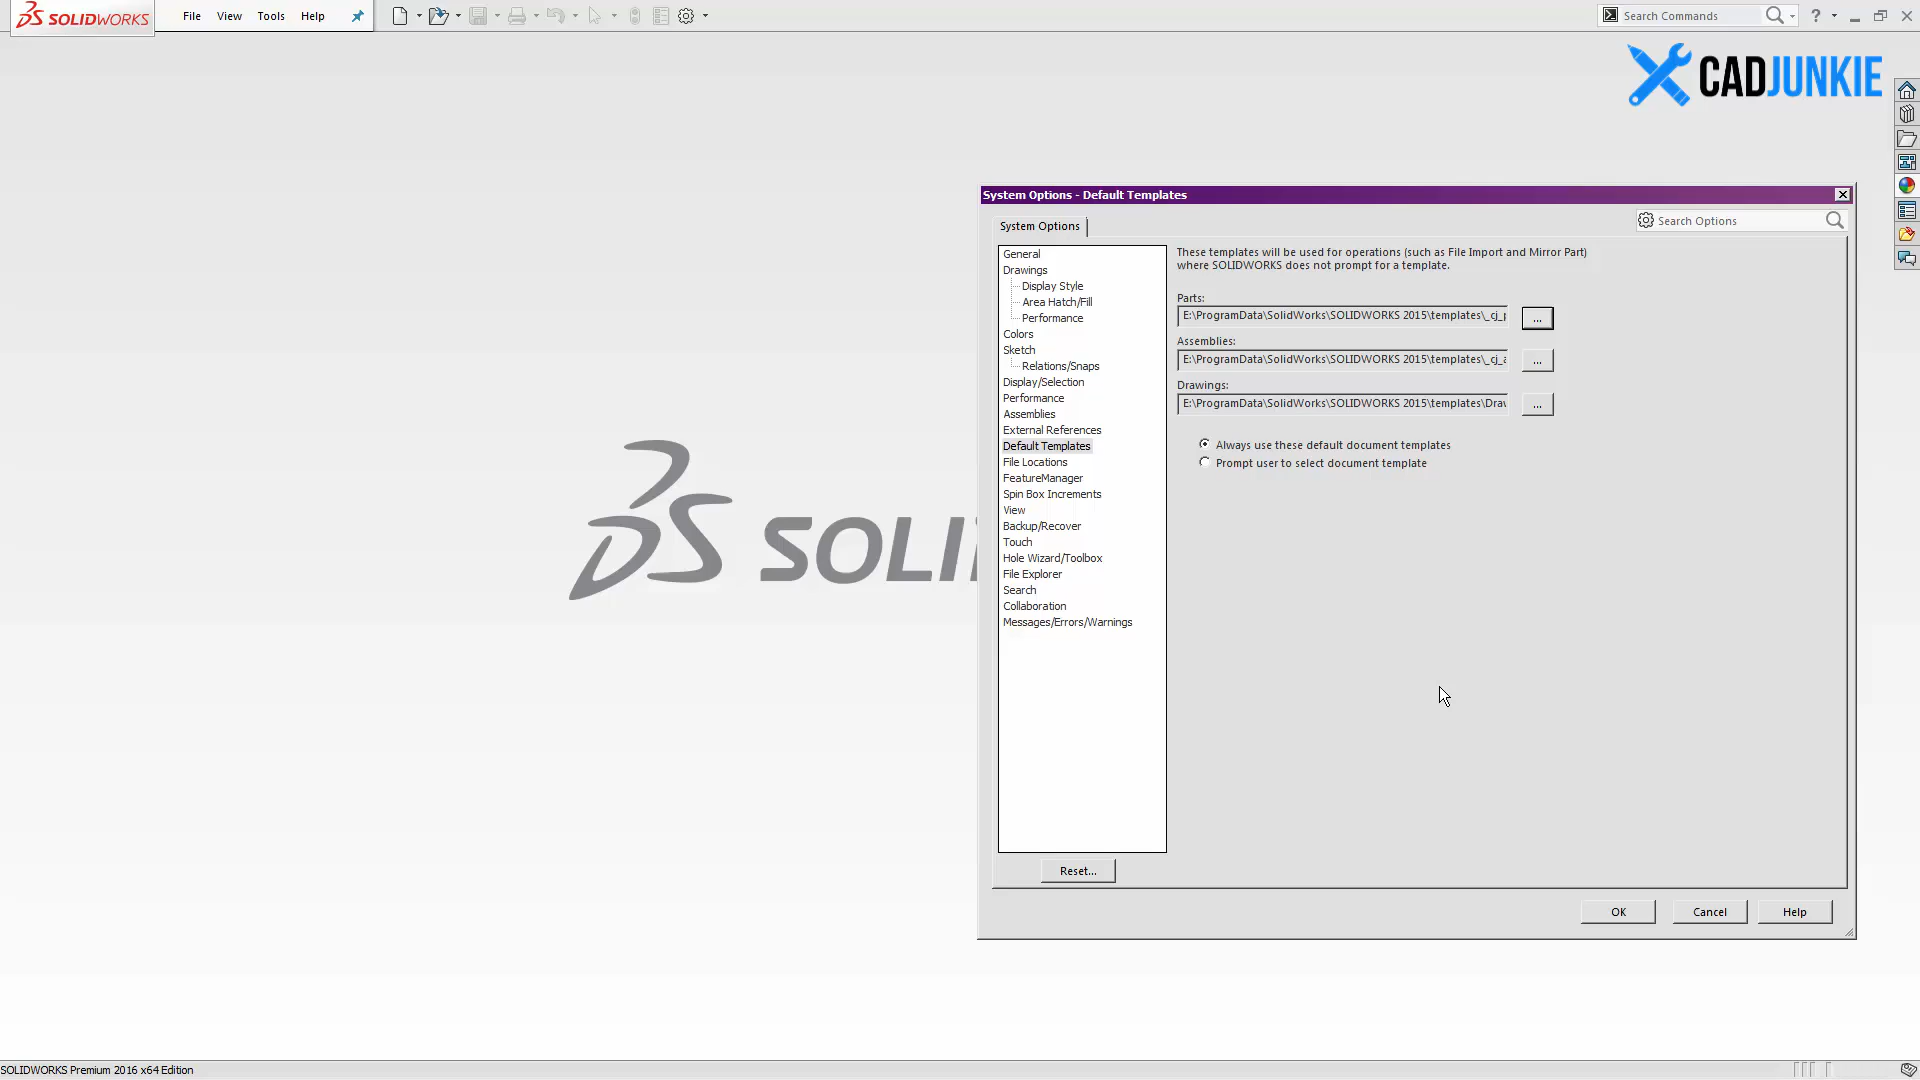 SOLIDWORKS
File View Tools Help
Search Commands
?
CADJUNKIE
System Options - Default Templates
System Options
Search Options
General
Drawings
Display Style
Area Hatch/Fill
Performance
Colors
Sketch
Relations/Snaps
Display/Selection
Performance
Assemblies
External References
Default Templates
File Locations
FeatureManager
Spin Box Increments
View
Backup/Recover
Touch
Hole Wizard/Toolbox
File Explorer
Search
Collaboration
Messages/Errors/Warnings
Reset...
These templates will be used for operations (such as File Import and Mirror Part)
where SOLIDWORKS does not prompt for a template.
Parts:
E:\ProgramData\SolidWorks\SOLIDWORKS 2015\templates\_cj_p
...
Assemblies:
E:\ProgramData\SolidWorks\SOLIDWORKS 2015\templates\_cj_a
...
Drawings:
E:\ProgramData\SolidWorks\SOLIDWORKS 2015\templates\Drav
...
Always use these default document templates
Prompt user to select document template
OK Cancel Help
SOLI
SOLIDWORKS Premium 2016 x64 Edition